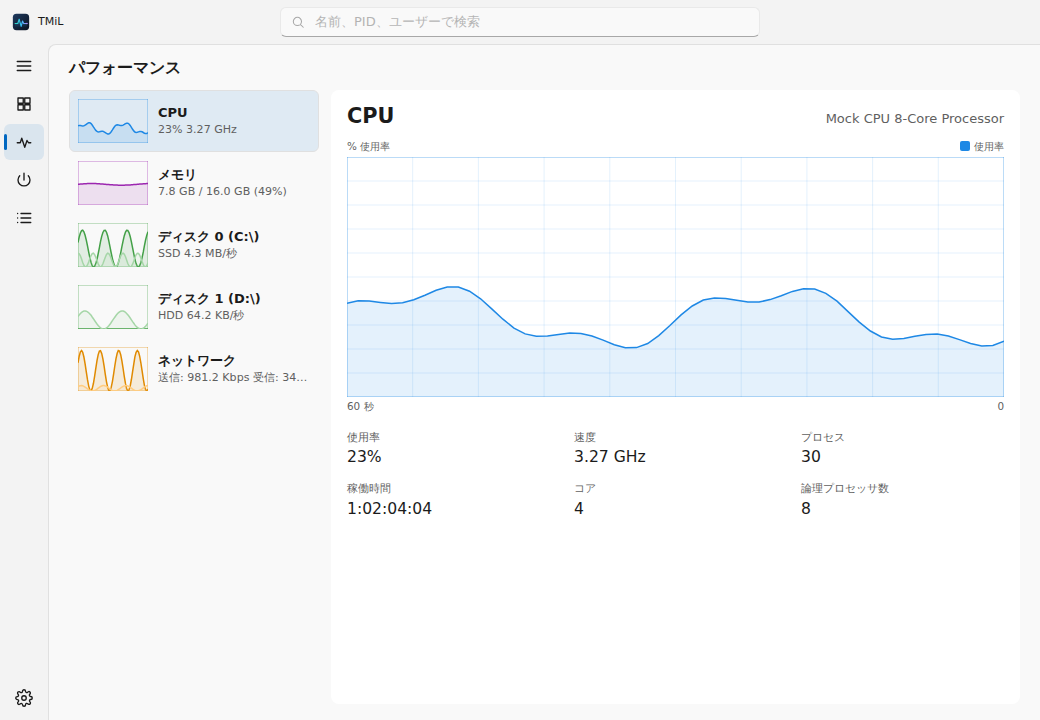 TMiL
名前、PID、ユーザーで検索
パフォーマンス
CPU
23% 3.27 GHz
メモリ
7.8 GB / 16.0 GB (49%)
ディスク 0 (C:\)
SSD 4.3 MB/秒
ディスク 1 (D:\)
HDD 64.2 KB/秒
ネットワーク
送信: 981.2 Kbps 受信: 34...
CPU
Mock CPU 8-Core Processor
% 使用率
使用率
60 秒
0
使用率
速度
プロセス
23%
3.27 GHz
30
稼働時間
コア
論理プロセッサ数
1:02:04:04
4
8